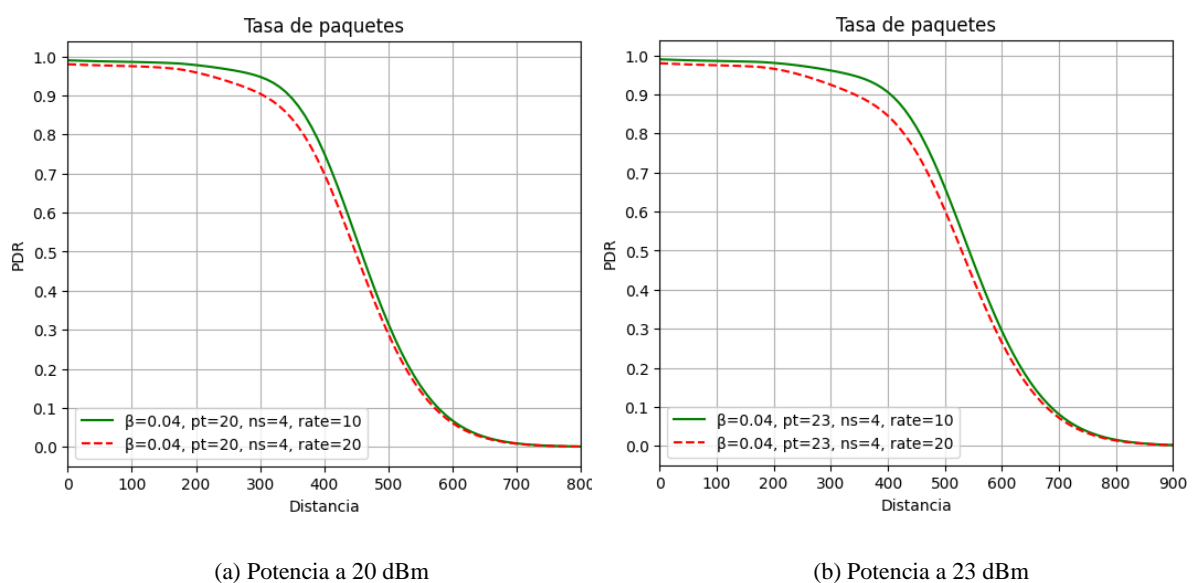 Tasa de paquetes
1.0
0.9
0.8
0.7
0.6
0.5
0.4
0.3
0.2
0.1
0.0
PDR
β=0.04, pt=20, ns=4, rate=10
β=0.04, pt=20, ns=4, rate=20
0 100 200 300 400 500 600 700 800
Distancia
(a) Potencia a 20 dBm
Tasa de paquetes
1.0
0.9
0.8
0.7
0.6
0.5
0.4
0.3
0.2
0.1
0.0
PDR
β=0.04, pt=23, ns=4, rate=10
β=0.04, pt=23, ns=4, rate=20
0 100 200 300 400 500 600 700 800 900
Distancia
(b) Potencia a 23 dBm